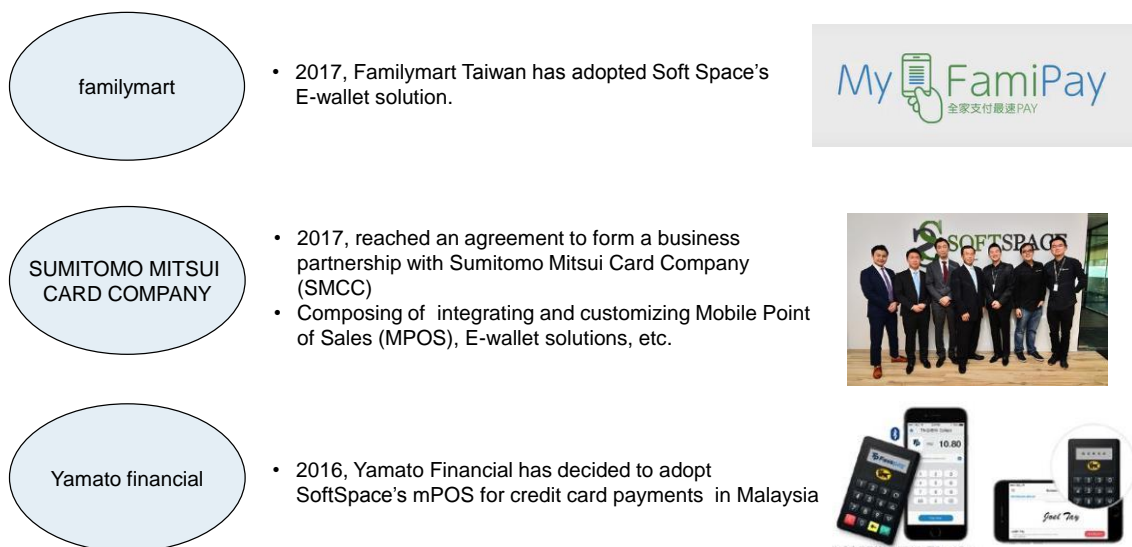 familymart
• 2017, Familymart Taiwan has adopted Soft Space’s
E-wallet solution.
My FamiPay
全家支付最速PAY
SUMITOMO MITSUI
CARD COMPANY
• 2017, reached an agreement to form a business
partnership with Sumitomo Mitsui Card Company
(SMCC)
• Composing of  integrating and customizing Mobile Point
of Sales (MPOS), E-wallet solutions, etc.
SOFTSPACE
Yamato financial
• 2016, Yamato Financial has decided to adopt
SoftSpace’s mPOS for credit card payments  in Malaysia
10.80
Joel Tay